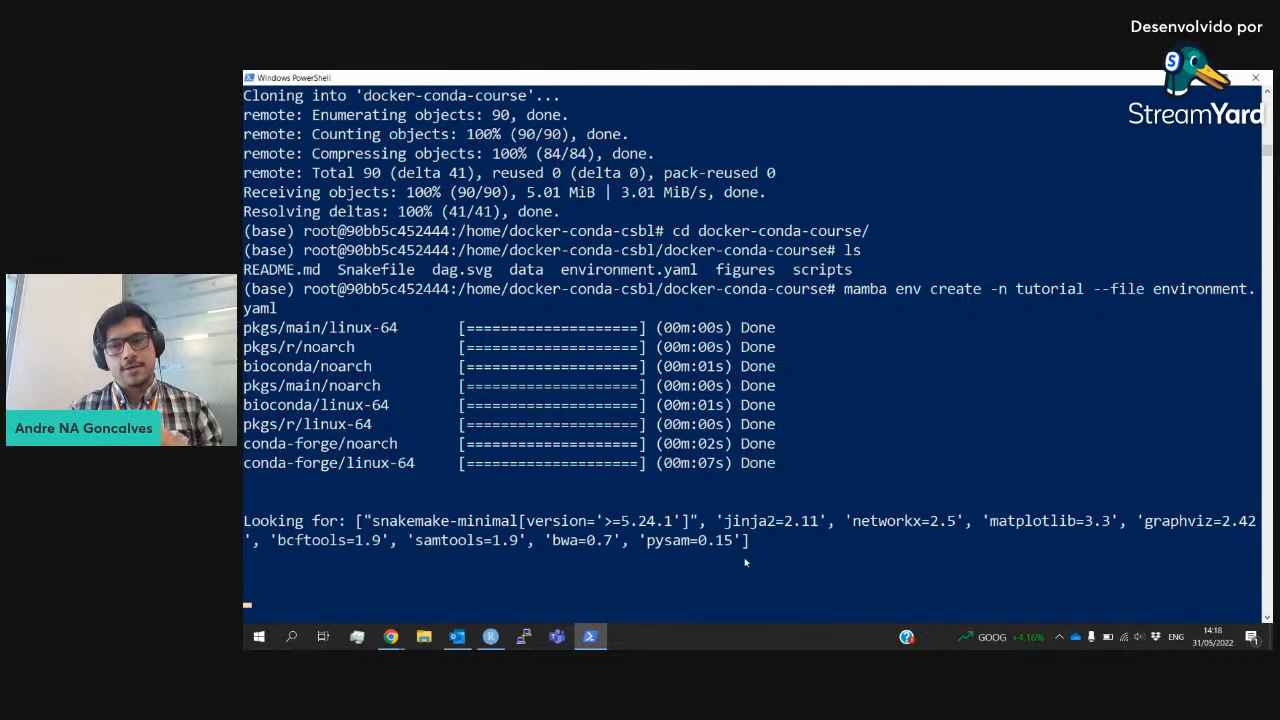 Desenvolvido por
S
StreamYard
Windows PowerShell
Cloning into 'docker-conda-course'...
remote: Enumerating objects: 90, done.
remote: Counting objects: 100% (90/90), done.
remote: Compressing objects: 100% (84/84), done.
remote: Total 90 (delta 41), reused 0 (delta 0), pack-reused 0
Receiving objects: 100% (90/90), 5.01 MiB | 3.01 MiB/s, done.
Resolving deltas: 100% (41/41), done.
(base) root@90bb5c452444:/home/docker-conda-csbl# cd docker-conda-course/
(base) root@90bb5c452444:/home/docker-conda-csbl/docker-conda-course# ls
README.md Snakefile dag.svg data environment.yaml figures scripts
(base) root@90bb5c452444:/home/docker-conda-csbl/docker-conda-course# mamba env create -n tutorial --file environment.
yaml
pkgs/main/linux-64 [====================] (00m:00s) Done
pkgs/r/noarch [====================] (00m:00s) Done
bioconda/noarch [====================] (00m:01s) Done
pkgs/main/noarch [====================] (00m:00s) Done
bioconda/linux-64 [====================] (00m:01s) Done
pkgs/r/linux-64 [====================] (00m:00s) Done
conda-forge/noarch [====================] (00m:02s) Done
conda-forge/linux-64 [====================] (00m:07s) Done
Looking for: ["snakemake-minimal[version='>=5.24.1']", 'jinja2=2.11', 'networkx=2.5', 'matplotlib=3.3', 'graphviz=2.42
', 'bcftools=1.9', 'samtools=1.9', 'bwa=0.7', 'pysam=0.15']
Andre NA Goncalves
GOOG +4.16%
ENG
14:18
31/05/2022